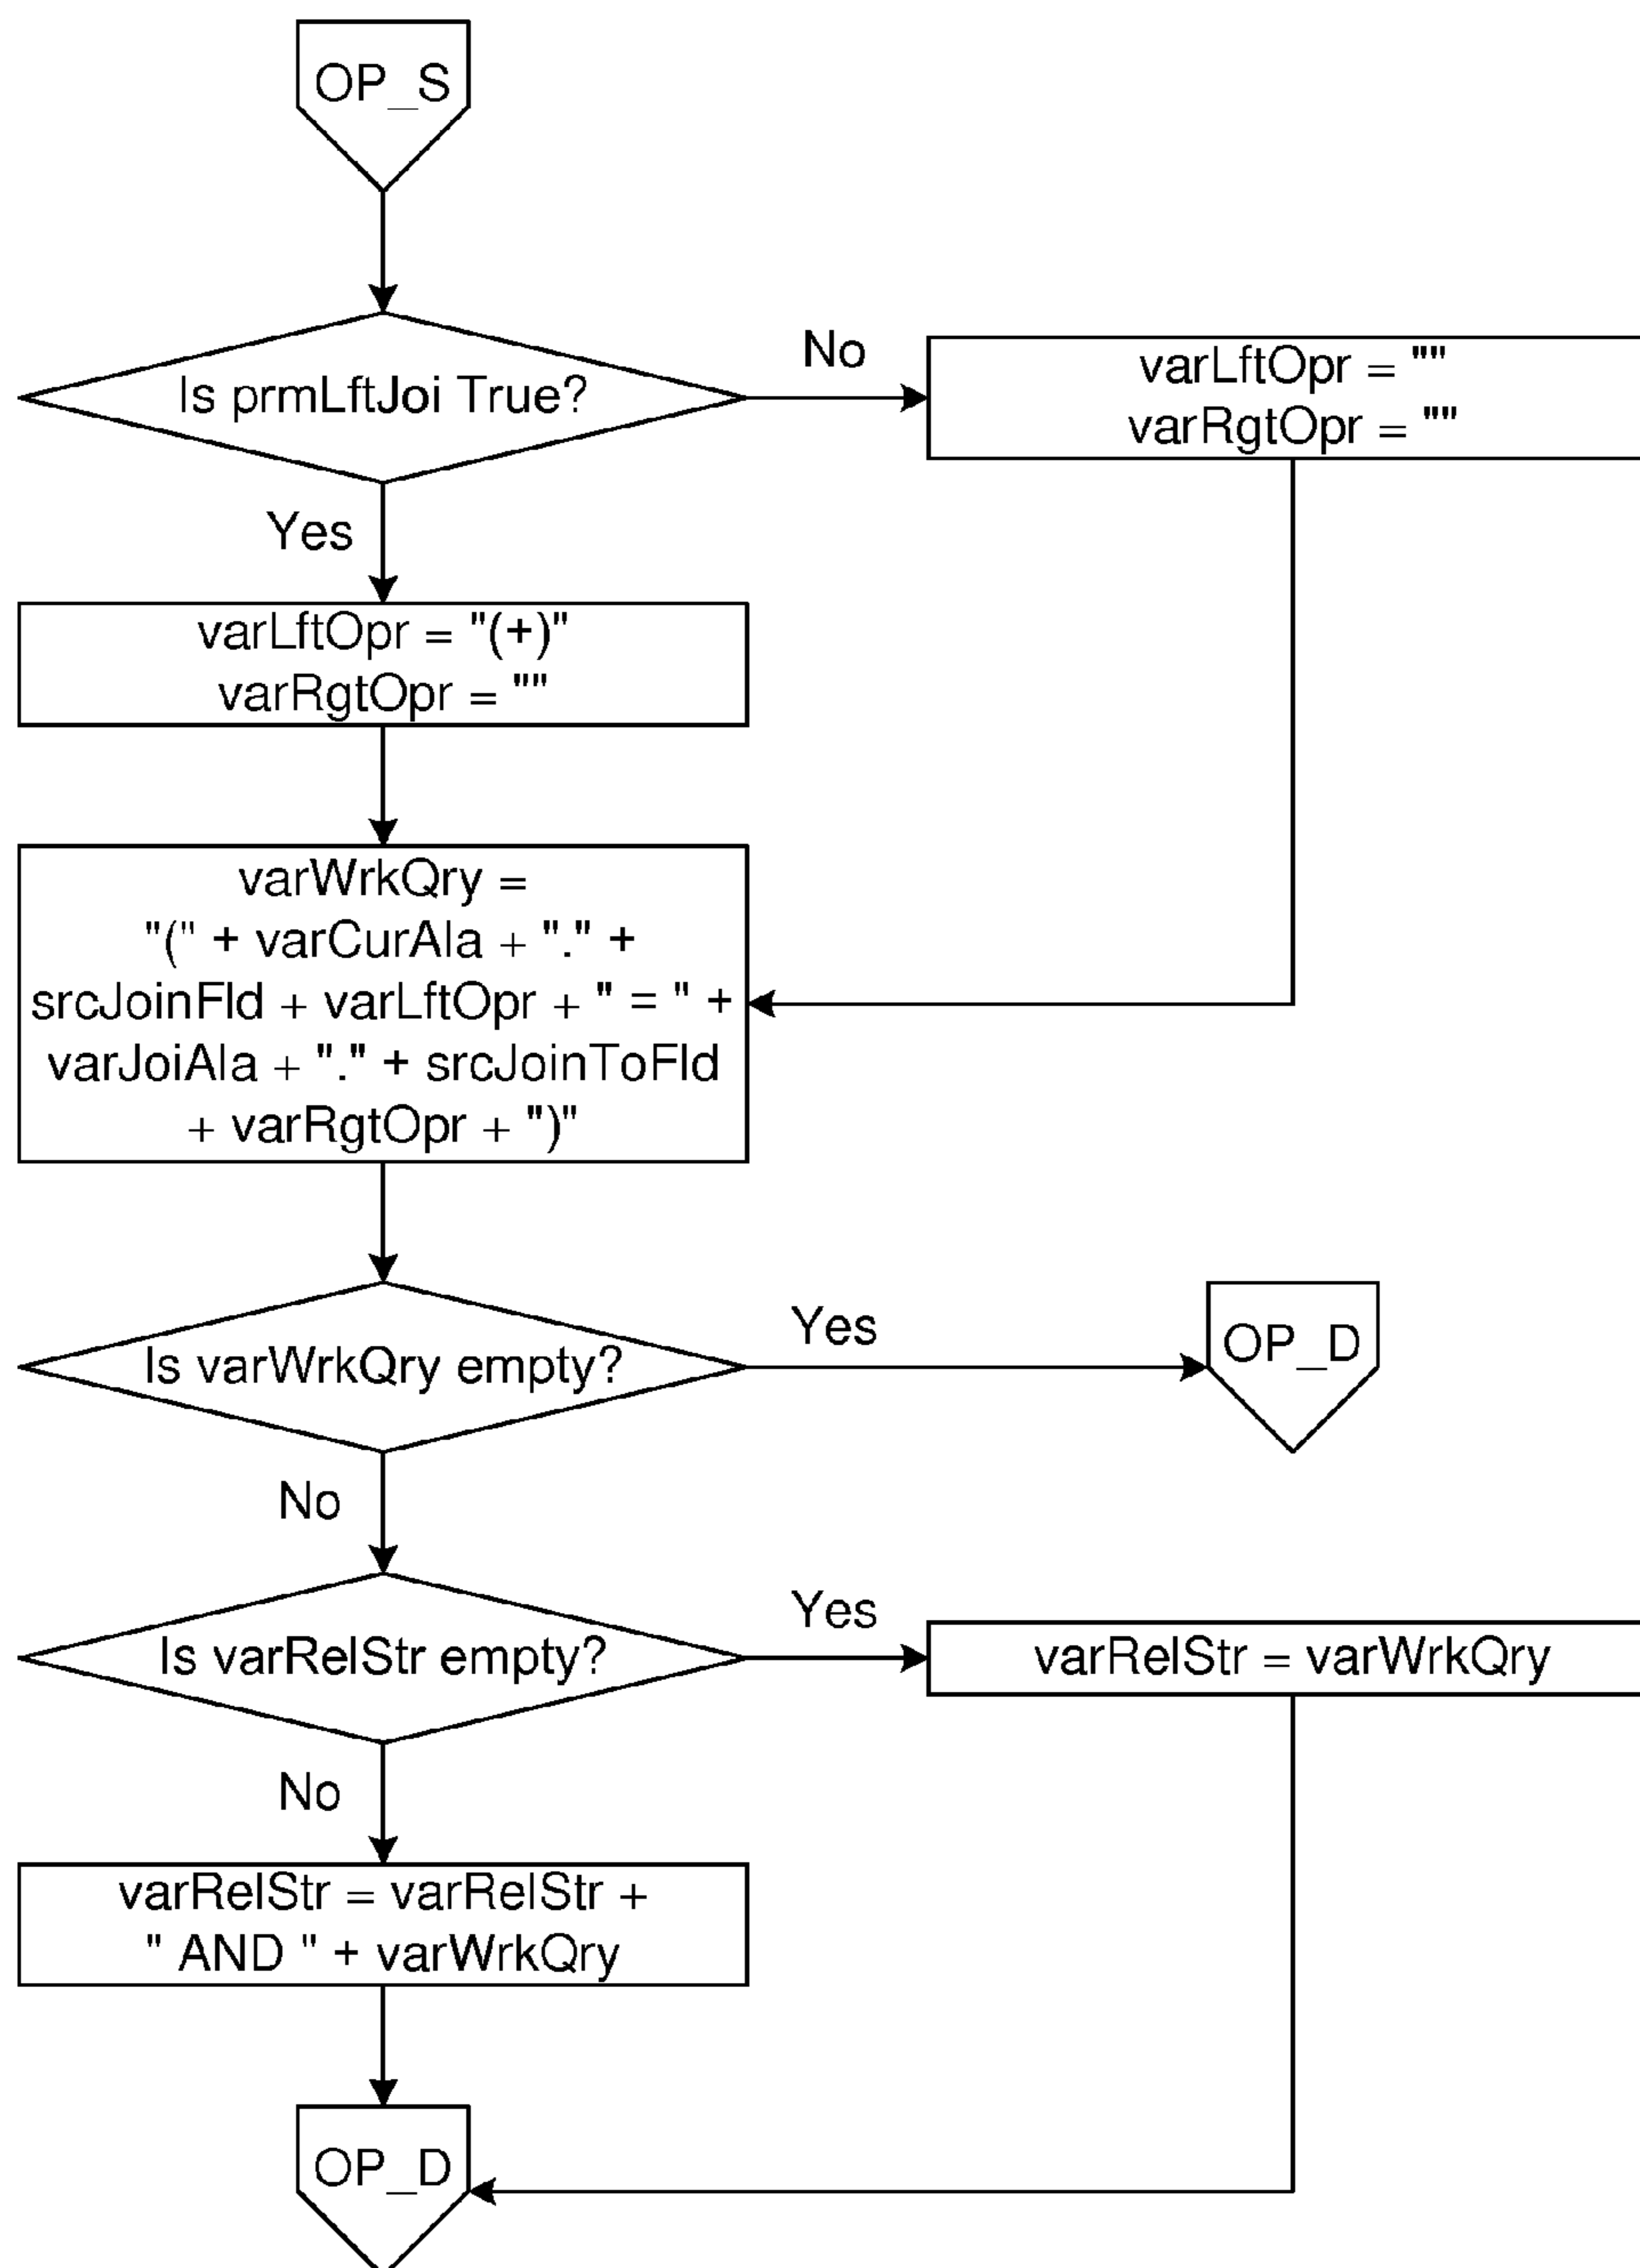 OP_S
Is prmLftJoi True?
No
varLftOpr = ""
varRgtOpr = ""
Yes
varLftOpr = "(+)"
varRgtOpr = ""
varWrkQry =
"(" + varCurAla + "." +
srcJoinFld + varLftOpr + " = " +
varJoiAla + "." + srcJoinToFld
+ varRgtOpr + ")"
Is varWrkQry empty?
Yes
OP_D
No
Is varRelStr empty?
Yes
varRelStr = varWrkQry
No
varRelStr = varRelStr +
" AND " + varWrkQry
OP_D